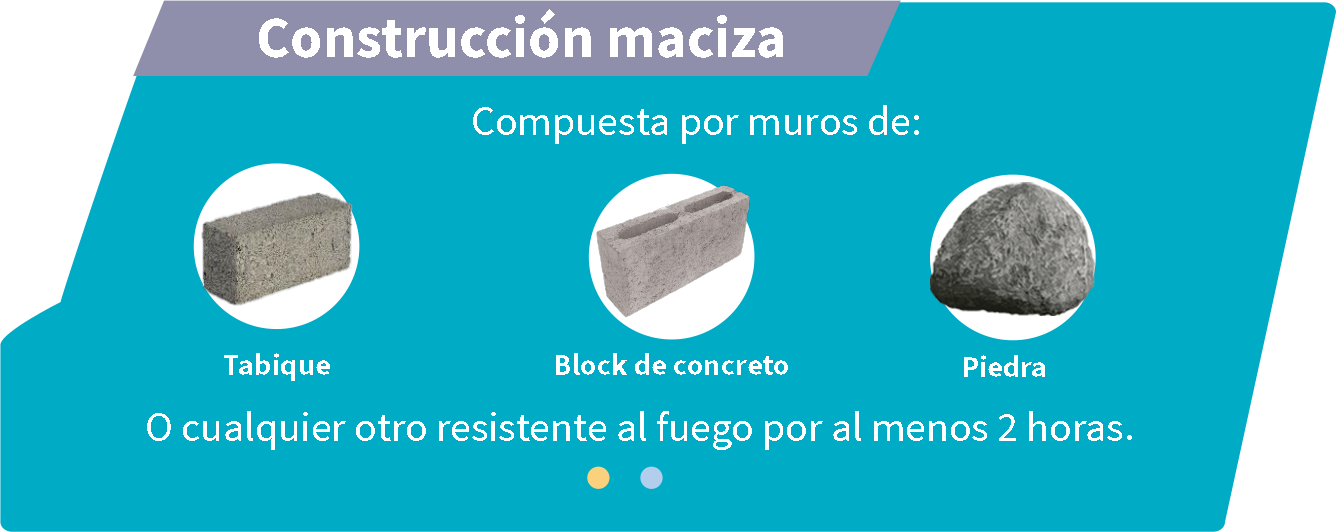 Construcción maciza
Compuesta por muros de:
Tabique
Block de concreto
Piedra
O cualquier otro resistente al fuego por al menos 2 horas.